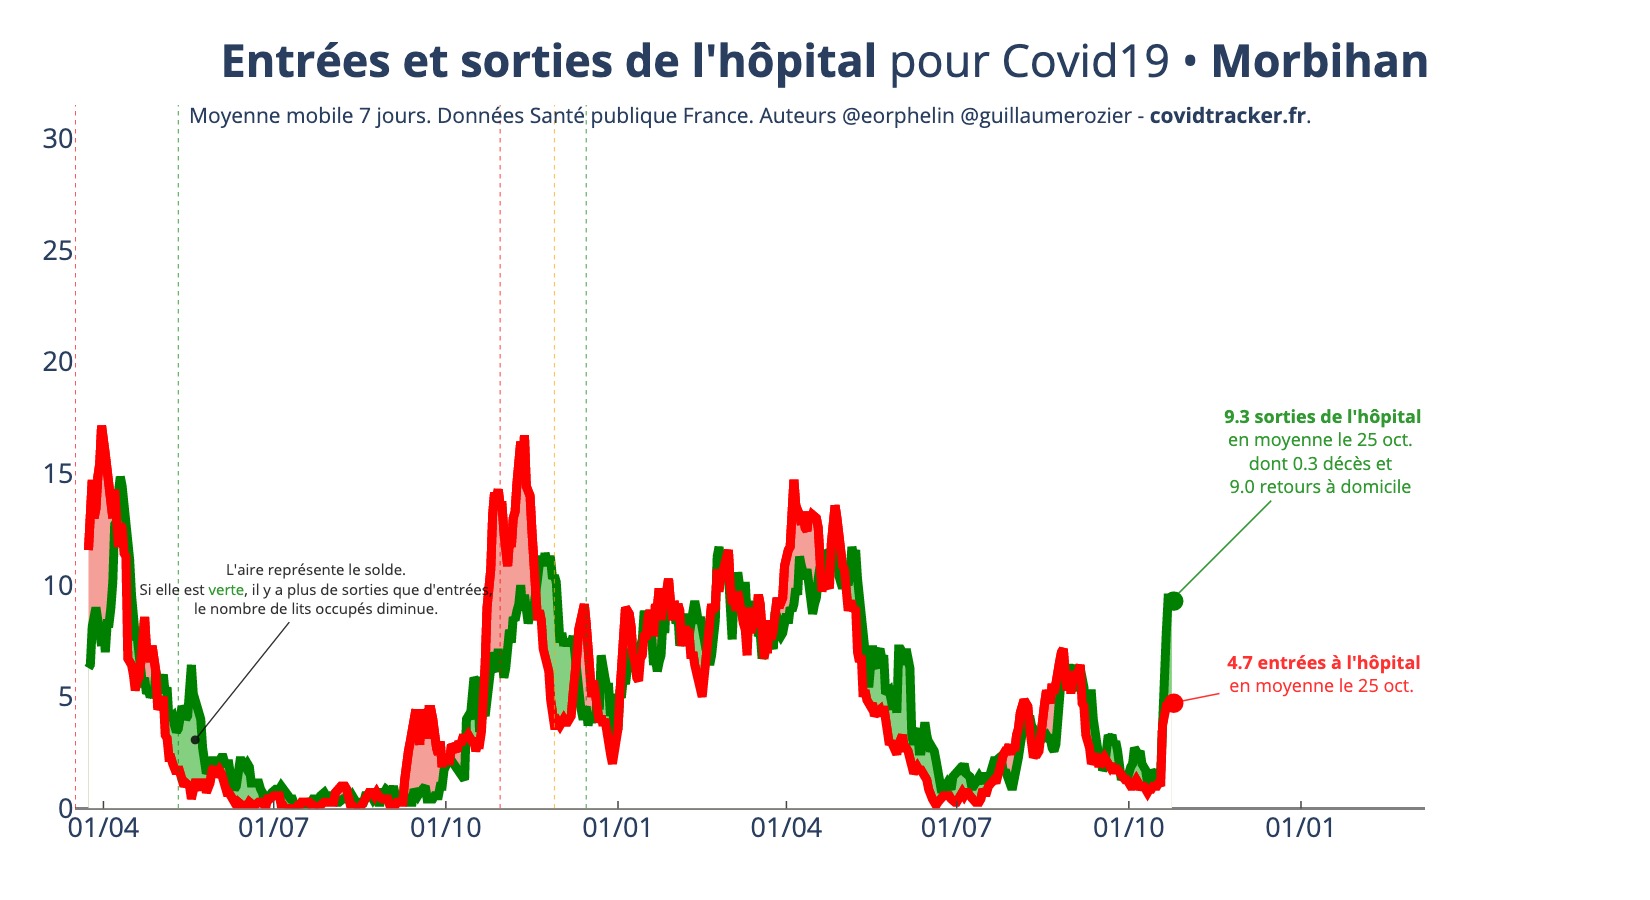 Entrées et sorties de l'hôpital pour Covid19 • Morbihan
Moyenne mobile 7 jours. Données Santé publique France. Auteurs @eorphelin @guillaumerozier - covidtracker.fr.
30
25
20
15
10
5
0
9.3 sorties de l'hôpital
en moyenne le 25 oct.
dont 0.3 décès et
9.0 retours à domicile
L'aire représente le solde.
Si elle est verte, il y a plus de sorties que d'entrées,
le nombre de lits occupés diminue.
4.7 entrées à l'hôpital
en moyenne le 25 oct.
01/04 01/07 01/10 01/01 01/04 01/07 01/10 01/01